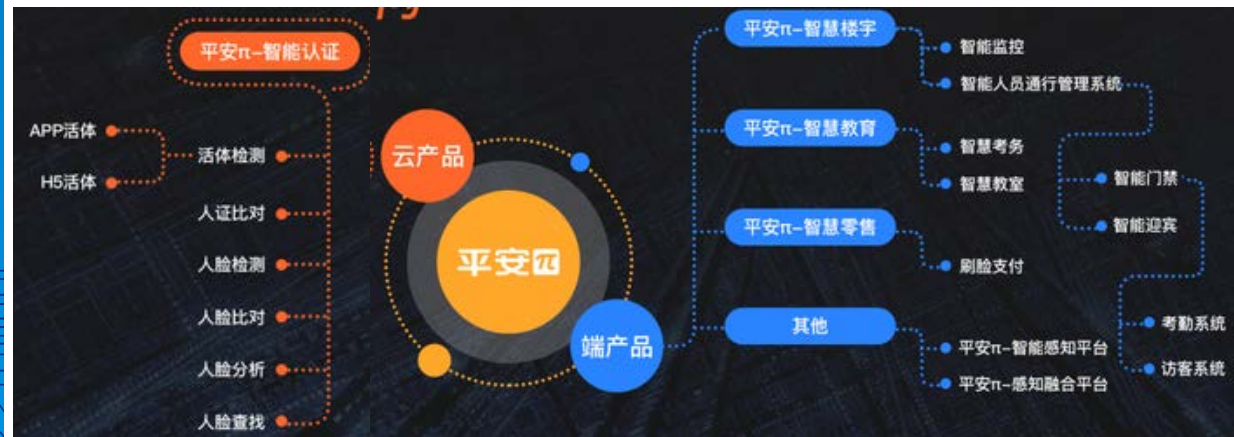 平安π-智能认证
APP活体
H5活体
活体检测
人证比对
人脸检测
人脸比对
人脸分析
人脸查找
云产品
平安π
端产品
平安π-智慧楼宇
智能监控
智能人员通行管理系统
智能门禁
智能迎宾
考勤系统
访客系统
平安π-智慧教育
智慧考务
智慧教室
平安π-智慧零售
刷脸支付
其他
平安π-智能感知平台
平安π-感知融合平台